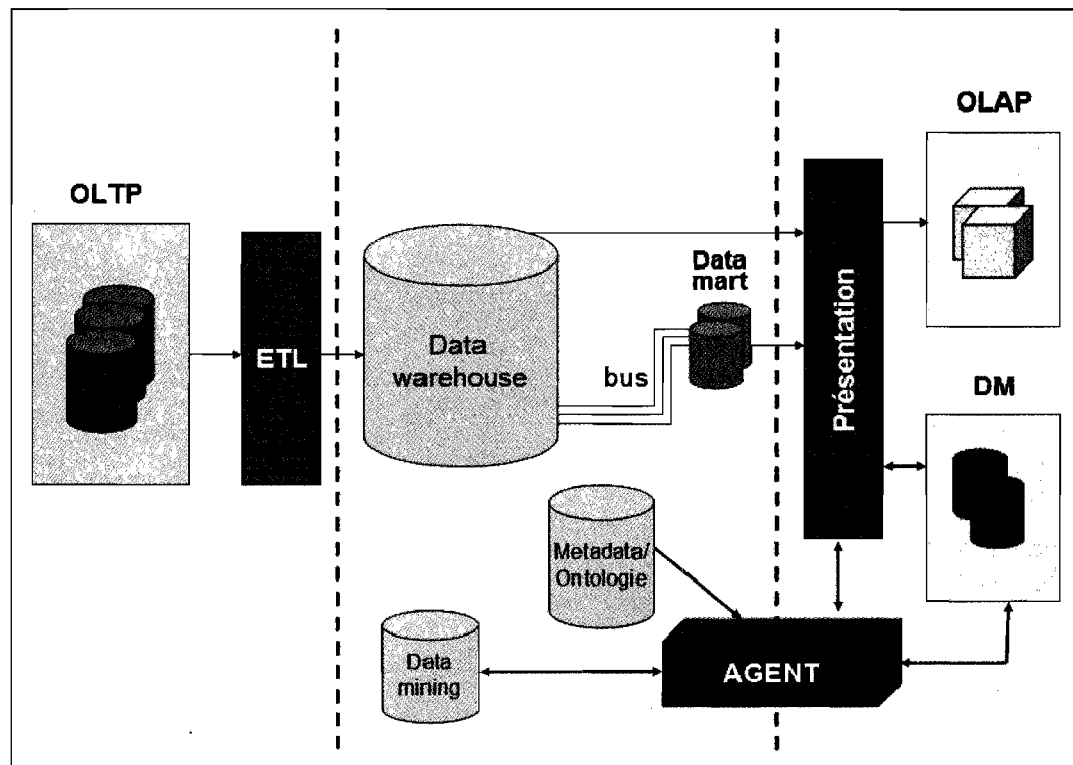 OLTP
ETL
Data
warehouse
bus
Data
mart
Metadata/
Ontologie
Data
mining
Présentation
AGENT
OLAP
DM